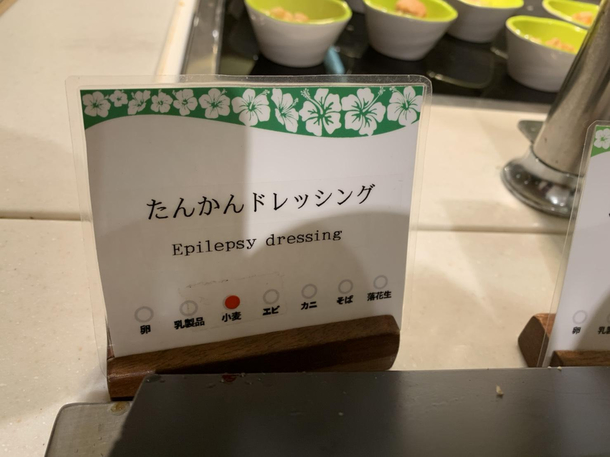 たんかんドレッシング
Epilepsy dressing
卵 乳製品 小麦 エビ カニ そば 落花生
卵